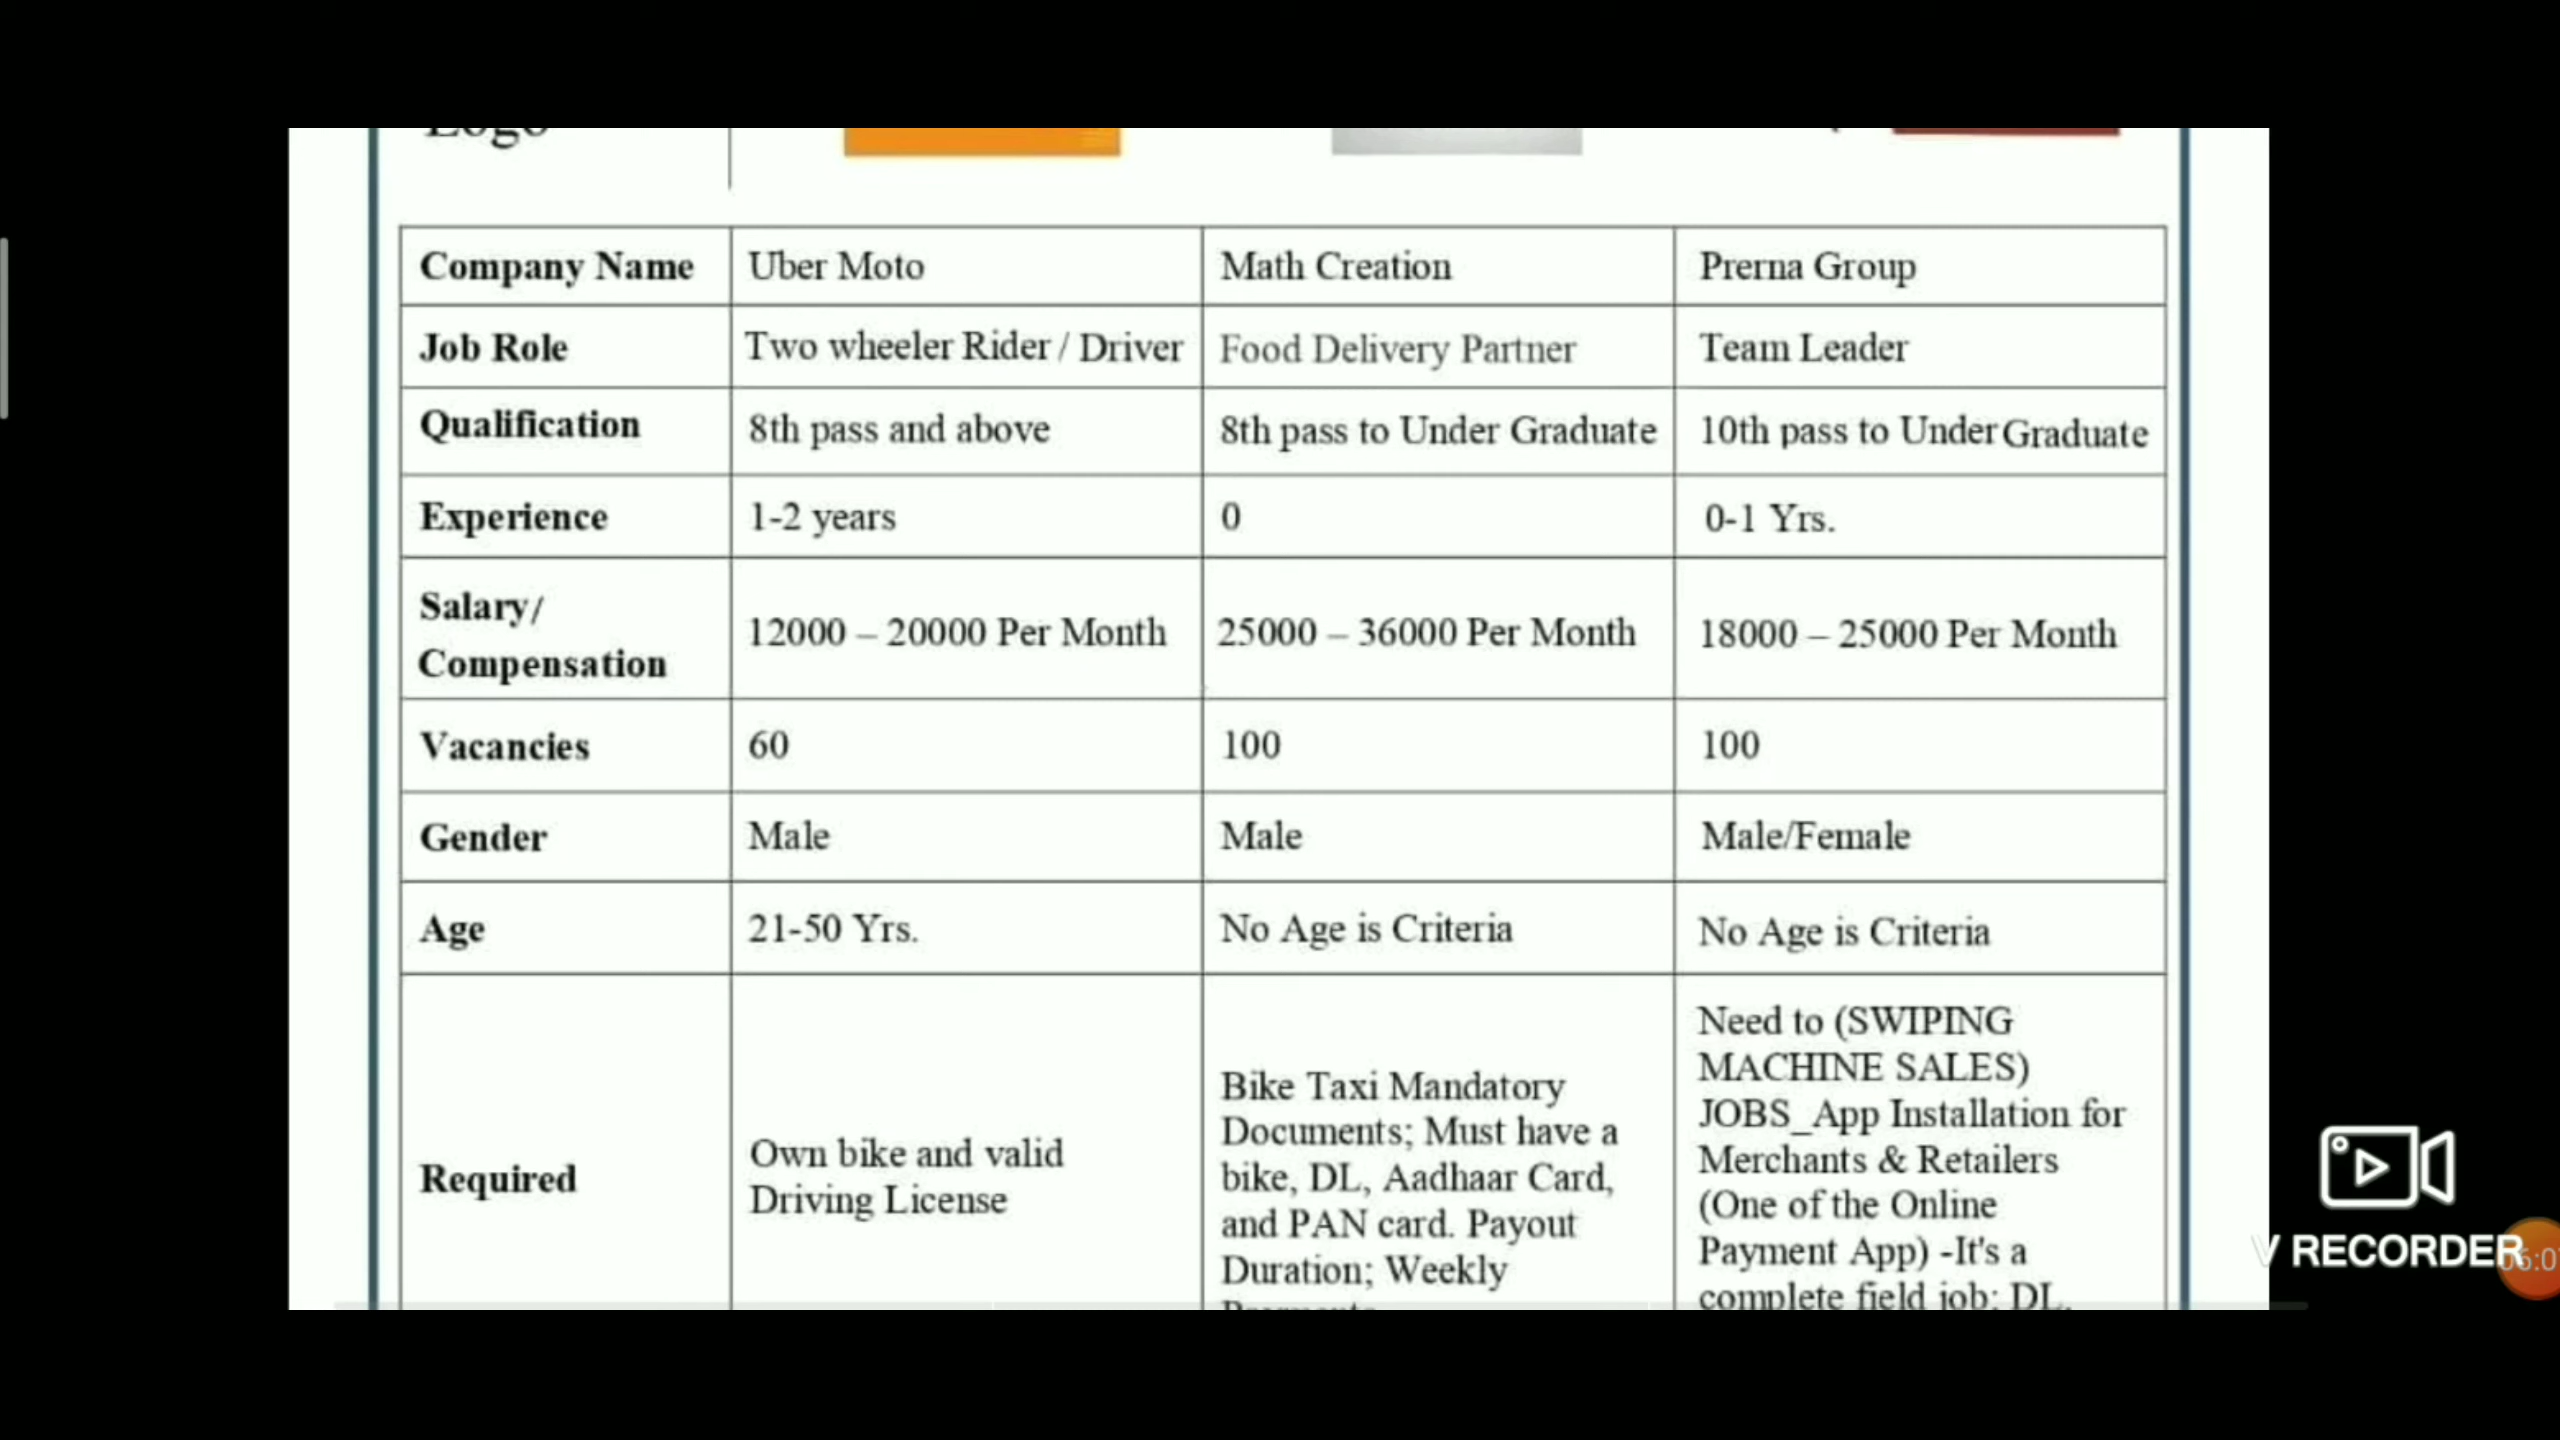 Logo
Company Name Uber Moto Math Creation Prerna Group
Job Role Two wheeler Rider / Driver Food Delivery Partner Team Leader
Qualification 8th pass and above 8th pass to Under Graduate 10th pass to Under Graduate
Experience 1-2 years 0 0-1 Yrs.
Salary/
Compensation
12000 – 20000 Per Month 25000 – 36000 Per Month 18000 – 25000 Per Month
Vacancies 60 100 100
Gender Male Male Male/Female
Age 21-50 Yrs. No Age is Criteria No Age is Criteria
Required
Own bike and valid
Driving License
Bike Taxi Mandatory
Documents; Must have a
bike, DL, Aadhaar Card,
and PAN card. Payout
Duration; Weekly
Need to (SWIPING
MACHINE SALES)
JOBS_App Installation for
Merchants & Retailers
(One of the Online
Payment App) -It's a
complete field job: DL,
V RECORDER